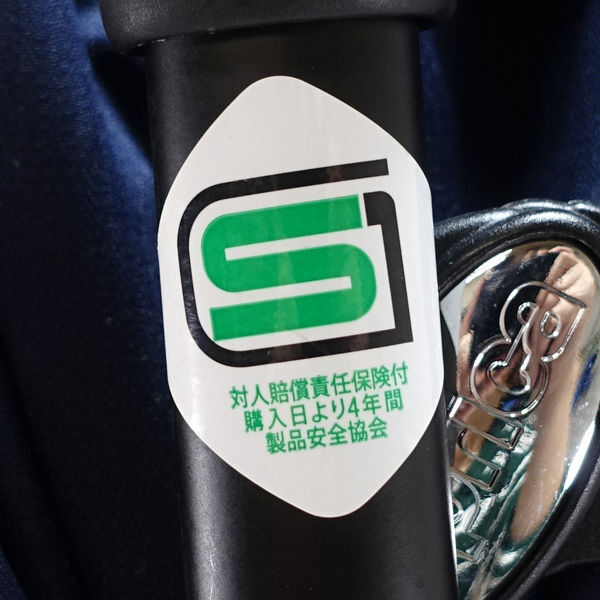 SG
対人賠償責任保険付
購入日より4年間
製品安全協会